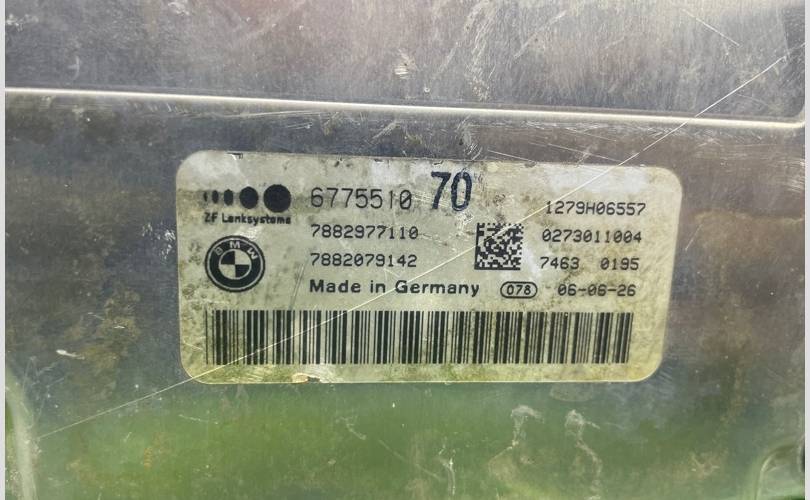 6775510 70
1279H06557
ZF Lenksysteme
7882977110
0273011004
BMW
7882079142
7463 0195
Made in Germany 078 06-06-26